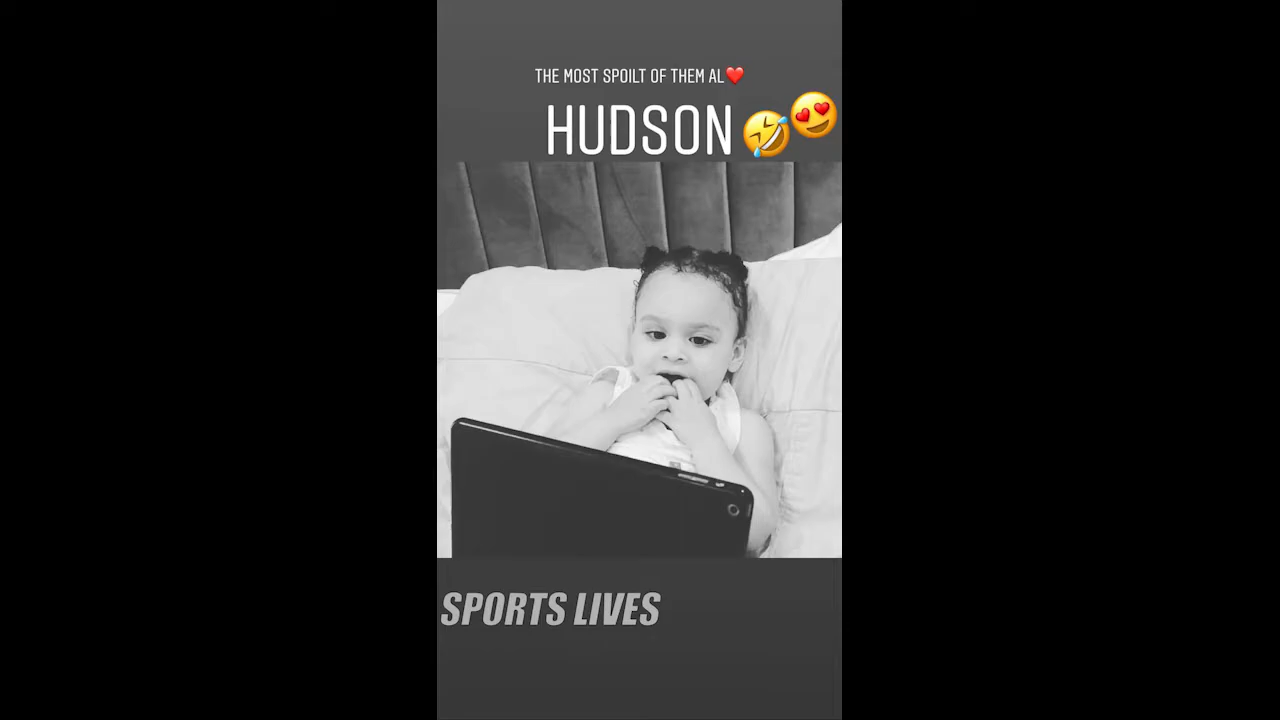 THE MOST SPOILT OF THEM AL❤️
HUDSON 🤣😍
SPORTS LIVES